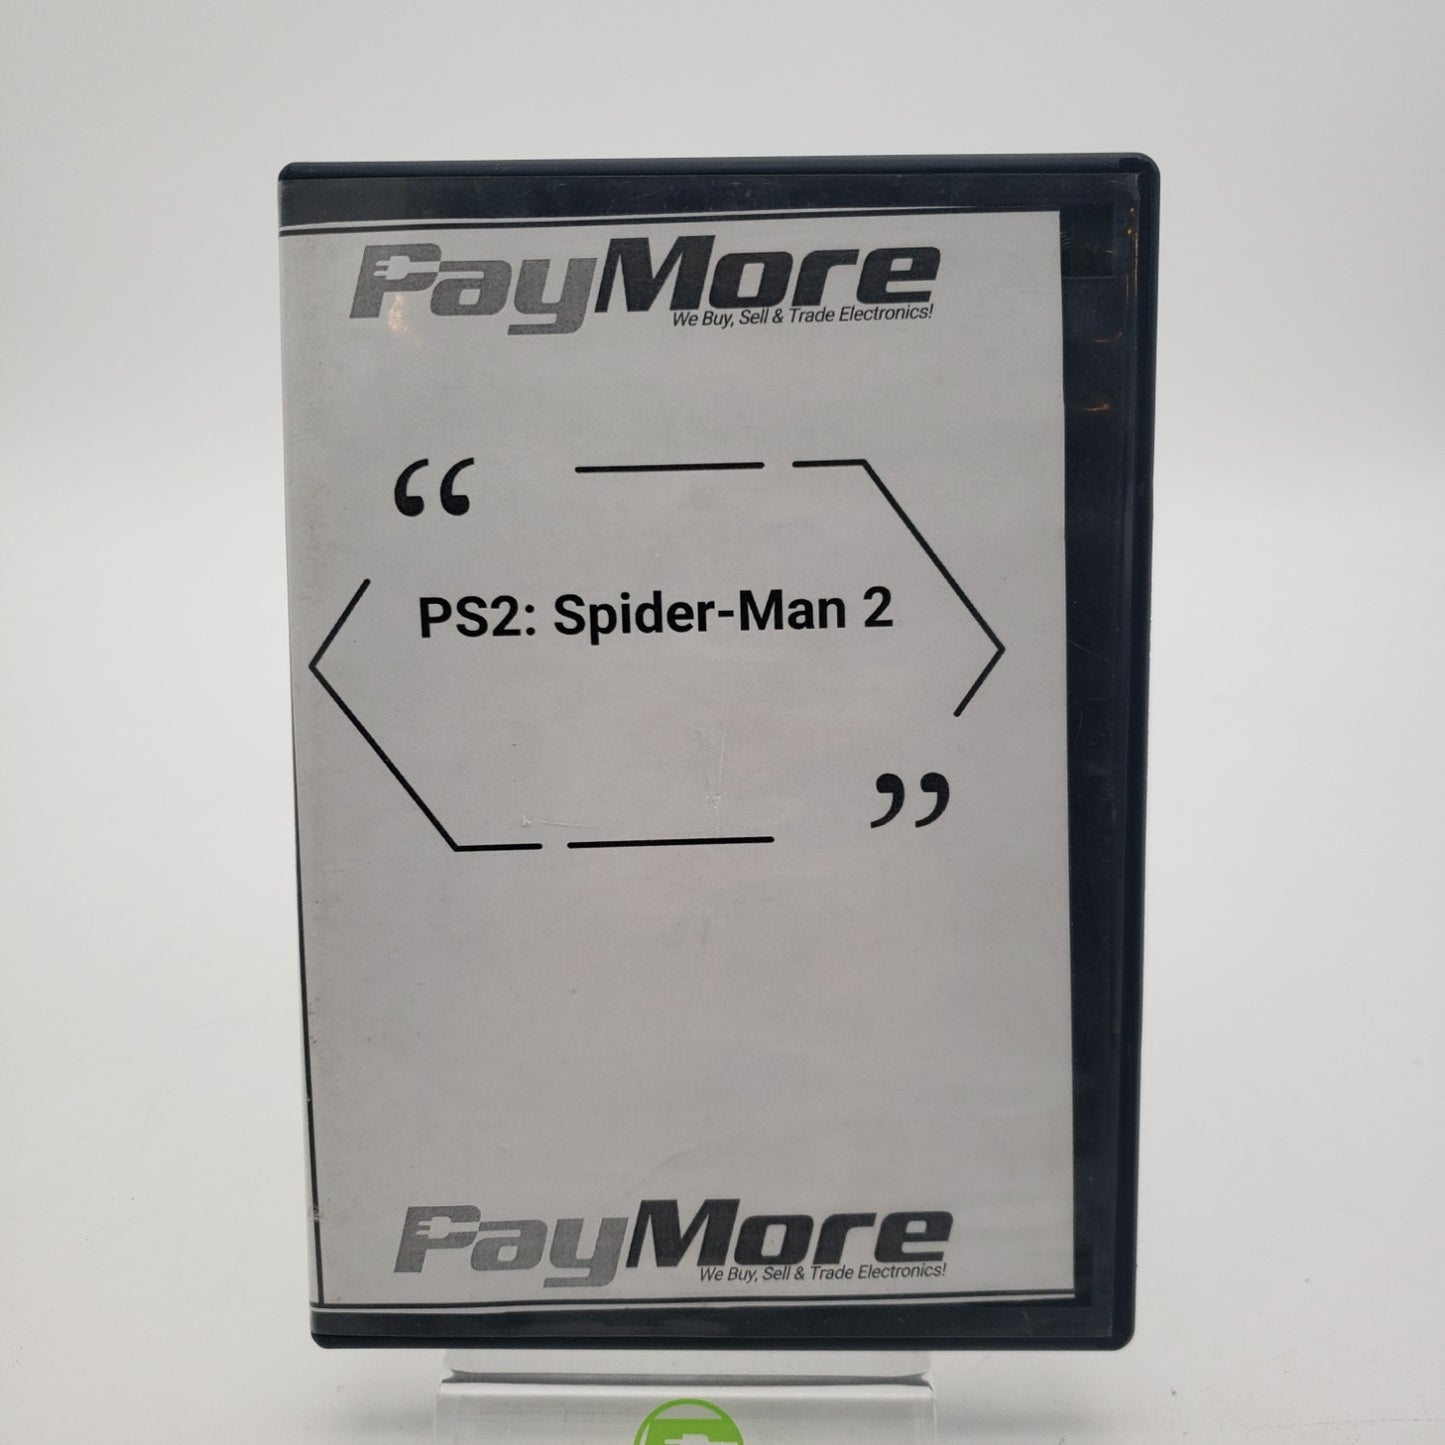 PayMore
We Buy, Sell & Trade Electronics!
“
PS2: Spider-Man 2
”
PayMore
We Buy, Sell & Trade Electronics!